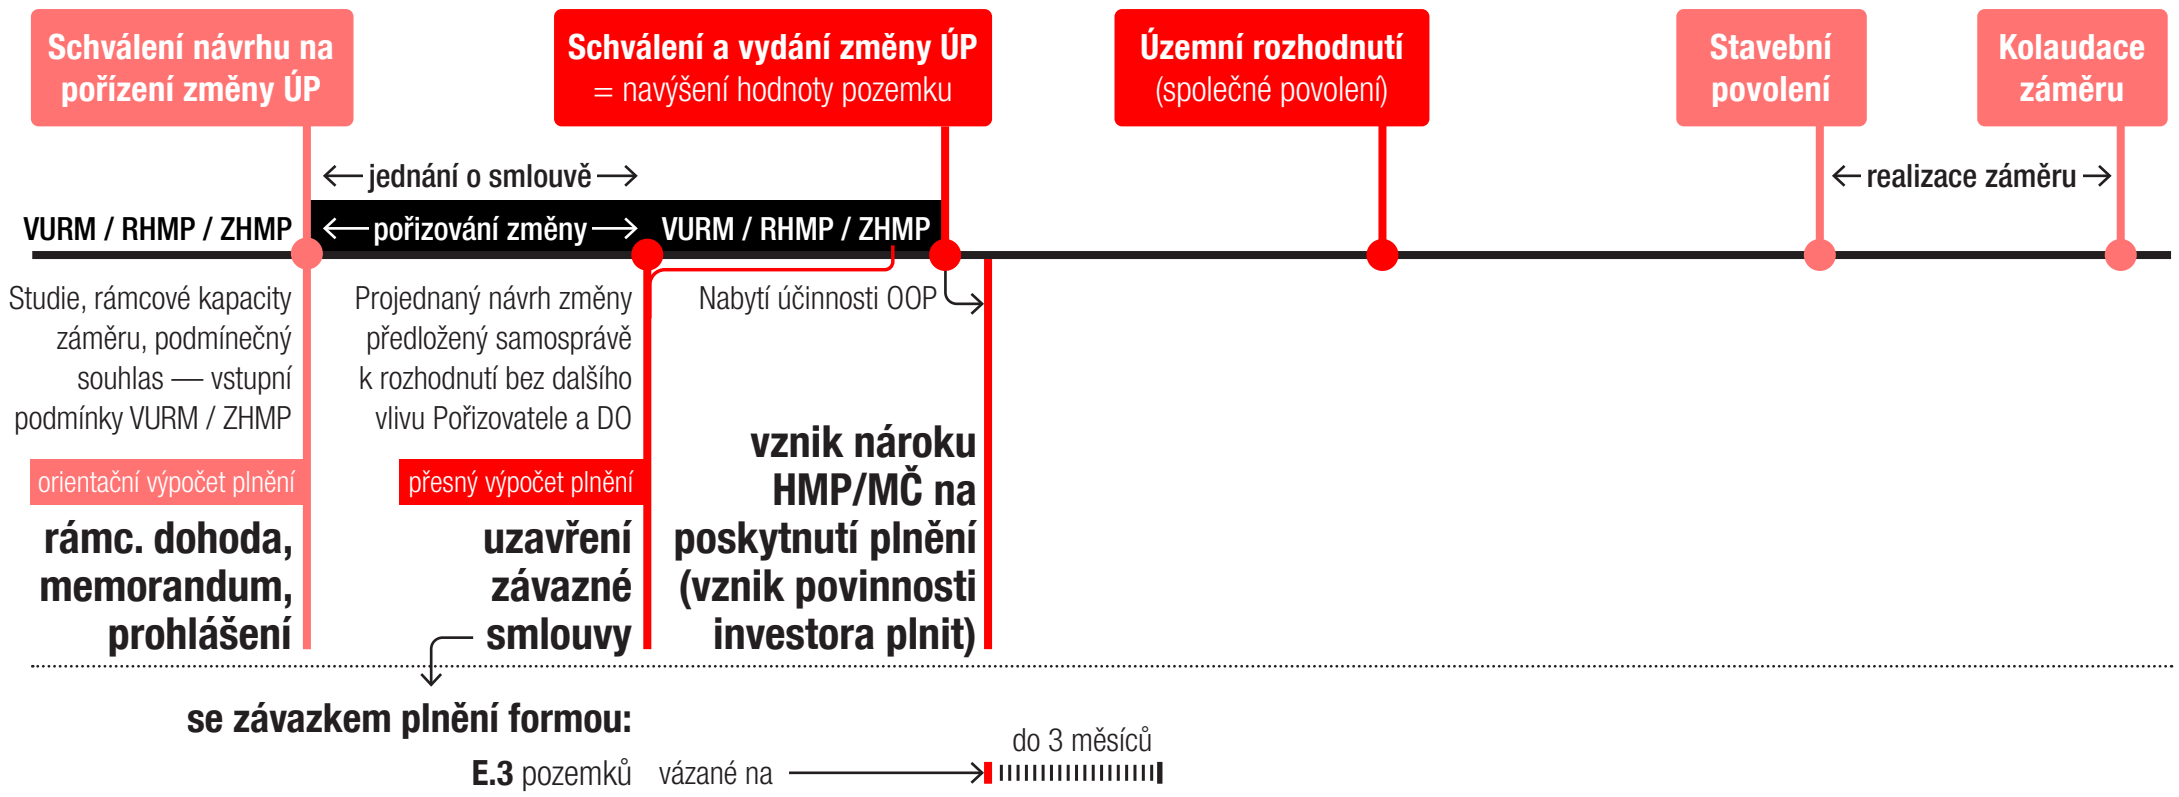 Schválení návrhu na
pořízení změny ÚP
Schválení a vydání změny ÚP
= navýšení hodnoty pozemku
Územní rozhodnutí
(společné povolení)
Stavební
povolení
Kolaudace
záměru
jednání o smlouvě
realizace záměru
VURM / RHMP / ZHMP
pořizování změny
VURM / RHMP / ZHMP
Studie, rámcové kapacity
záměru, podmínečný
souhlas — vstupní
podmínky VURM / ZHMP
Projednaný návrh změny
předložený samosprávě
k rozhodnutí bez dalšího
vlivu Pořizovatele a DO
Nabytí účinnosti OOP
orientační výpočet plnění
rámc. dohoda,
memorandum,
prohlášení
přesný výpočet plnění
uzavření
závazné
smlouvy
vznik nároku
HMP/MČ na
poskytnutí plnění
(vznik povinnosti
investora plnit)
se závazkem plnění formou:
do 3 měsíců
E.3 pozemků vázané na